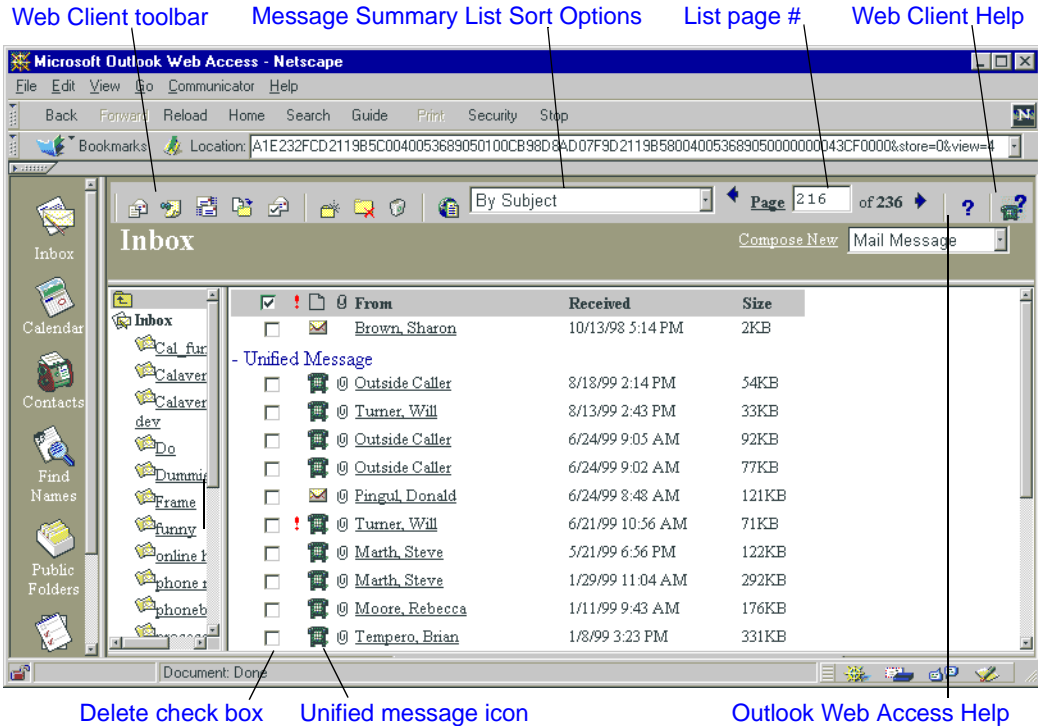 Web Client toolbar Message Summary List Sort Options List page # Web Client Help
Microsoft Outlook Web Access - Netscape
File Edit View Go Communicator Help
Back Forward Reload Home Search Guide Print Security Stop N
Bookmarks Location: A1E232FCD2119B5C0040053689050100CB98D8AD07F9D2119B5800400536890500000000043CF0000&store=0&view=4
By Subject Page 216 of 236 ? ?
Inbox Compose New Mail Message
Inbox
Calendar
Contacts
Find
Names
Public
Folders
Inbox
Cal_fun
Calaver
Calaver
dev
Do
Dummie
Frame
funny
online h
phone r
phoneb
! From Received Size
Brown, Sharon 10/13/98 5:14 PM 2KB
- Unified Message
Outside Caller 8/18/99 2:14 PM 54KB
Turner, Will 8/13/99 2:43 PM 33KB
Outside Caller 6/24/99 9:05 AM 92KB
Outside Caller 6/24/99 9:02 AM 77KB
Pingul, Donald 6/24/99 8:48 AM 121KB
! Turner, Will 6/21/99 10:56 AM 71KB
Marth, Steve 5/21/99 6:56 PM 122KB
Marth, Steve 1/29/99 11:04 AM 292KB
Moore, Rebecca 1/11/99 9:43 AM 176KB
Tempero, Brian 1/8/99 3:23 PM 331KB
Document: Done
Delete check box Unified message icon Outlook Web Access Help